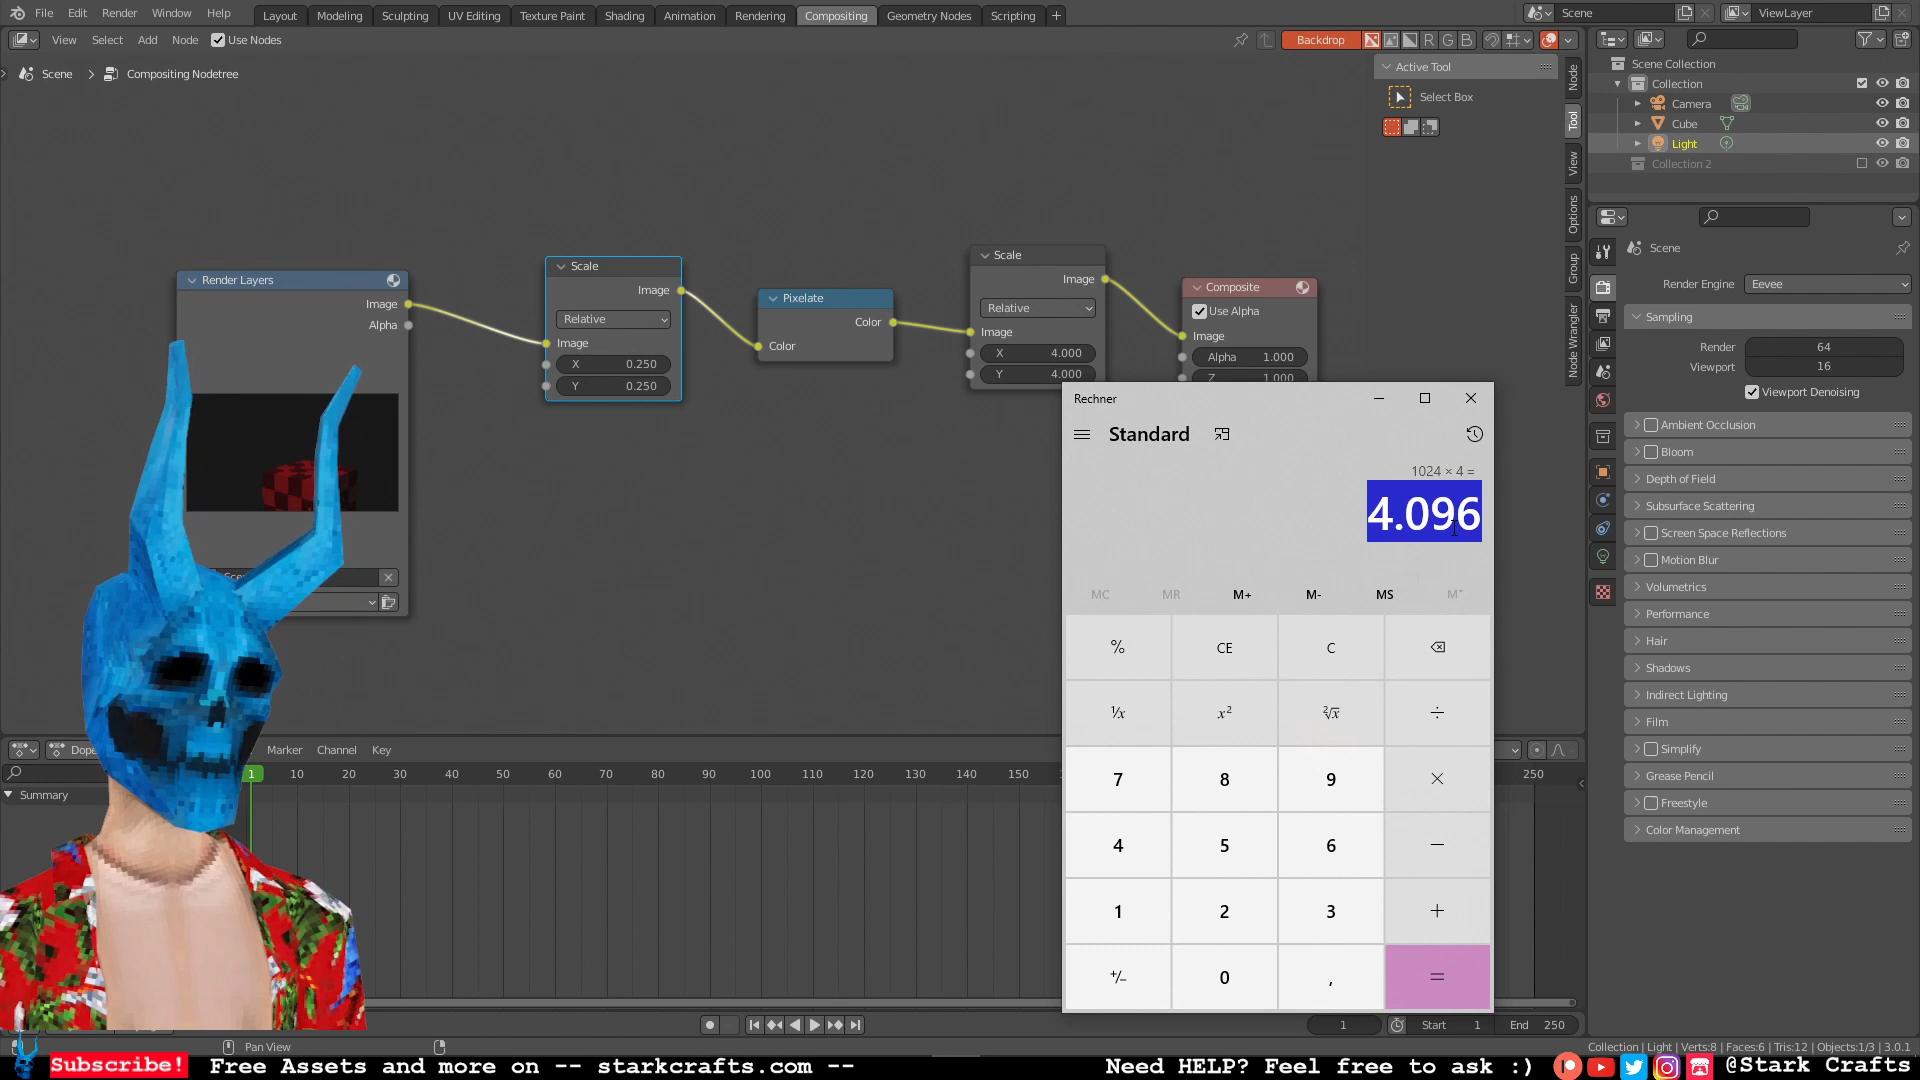 File Edit Render Window Help Layout Modeling Sculpting UV Editing Texture Paint Shading Animation Rendering Compositing Geometry Nodes Scripting + Scene ViewLayer
View Select Add Node Use Nodes Backdrop R G B
Scene > Compositing Nodetree
Active Tool
Select Box
Node
Tool
View
Options
Group
Node Wrangler
Scene Collection
Collection
Camera
Cube
Light
Collection 2
Render Layers
Image
Alpha
Scale
Image
Relative
Image
X 0.250
Y 0.250
Pixelate
Color
Color
Scale
Image
Relative
Image
X 4.000
Y 4.000
Composite
Use Alpha
Image
Alpha 1.000
Z 1.000
Rechner
Standard
1024 × 4 =
4.096
MC MR M+ M- MS M˅
% CE C
¹/x x² ²√x ÷
7 8 9 ×
4 5 6 −
1 2 3 +
+/− 0 , =
Scene
Render Engine Eevee
Sampling
Render 64
Viewport 16
Viewport Denoising
Ambient Occlusion
Bloom
Depth of Field
Subsurface Scattering
Screen Space Reflections
Motion Blur
Volumetrics
Performance
Hair
Shadows
Indirect Lighting
Film
Simplify
Grease Pencil
Freestyle
Color Management
Marker Channel Key
1 10 20 30 40 50 60 70 80 90 100 110 120 130 140 150 250
Summary
1 Start 1 End 250
Pan View
Collection | Light | Verts:8 | Faces:6 | Tris:12 | Objects:1/3 | 3.0.1
Subscribe! Free Assets and more on -- starkcrafts.com -- Need HELP? Feel free to ask :) @Stark Crafts